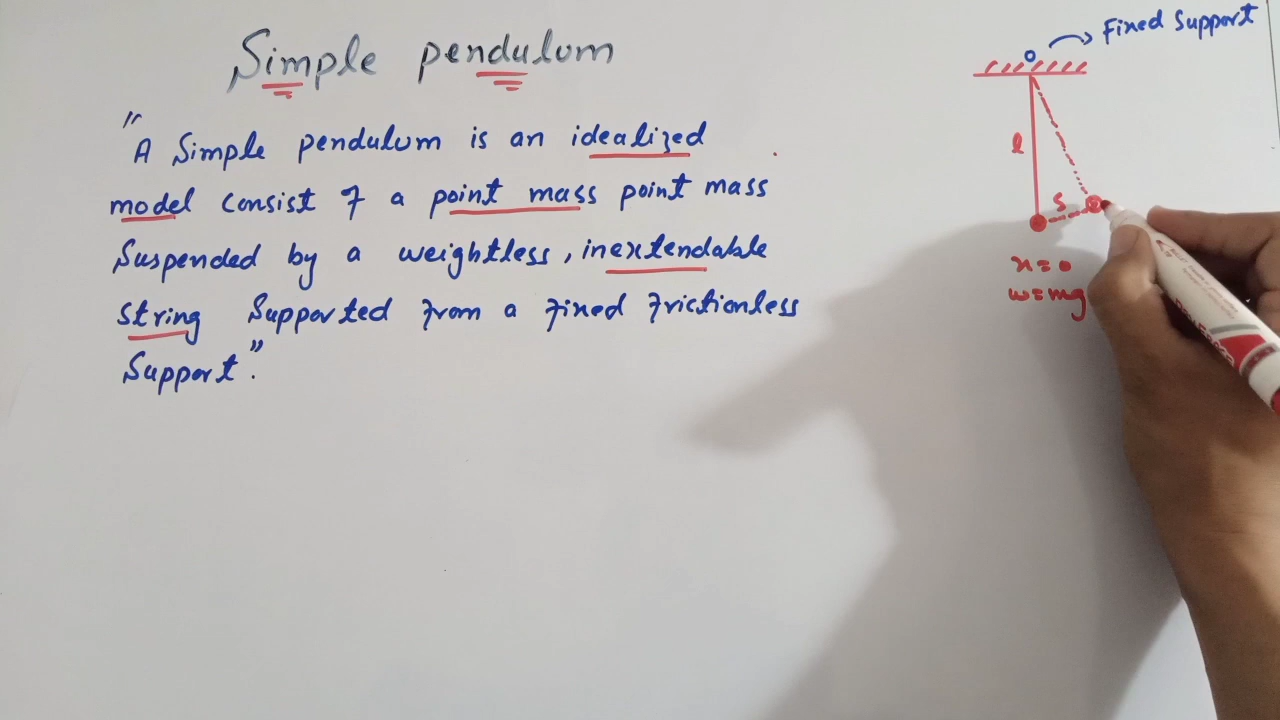 Simple pendulum
"A Simple pendulum is an idealized
model consist of a point mass point mass
Suspended by a weightless, inextendable
string Supported from a fixed frictionless
Support".
O Fixed Support
l
S
x=0
w=mg